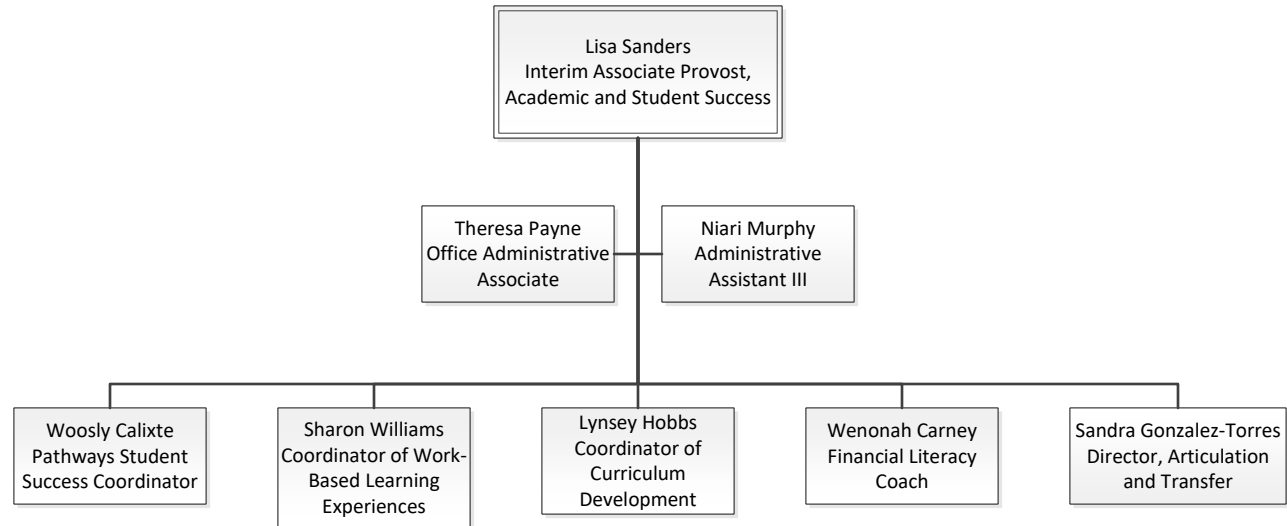 Lisa Sanders
Interim Associate Provost,
Academic and Student Success
Theresa Payne
Office Administrative
Associate
Niari Murphy
Administrative
Assistant III
Woosly Calixte
Pathways Student
Success Coordinator
Sharon Williams
Coordinator of Work-
Based Learning
Experiences
Lynsey Hobbs
Coordinator of
Curriculum
Development
Wenonah Carney
Financial Literacy
Coach
Sandra Gonzalez-Torres
Director, Articulation
and Transfer